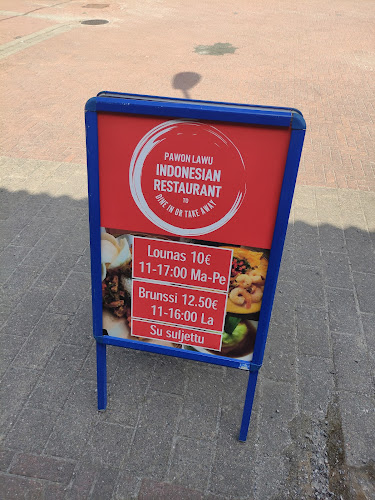 PAWON LAWU
INDONESIAN
RESTAURANT
TO
DINE IN OR TAKE AWAY
Lounas 10€
11-17:00 Ma-Pe
Brunssi 12.50€
11-16:00 La
Su suljettu